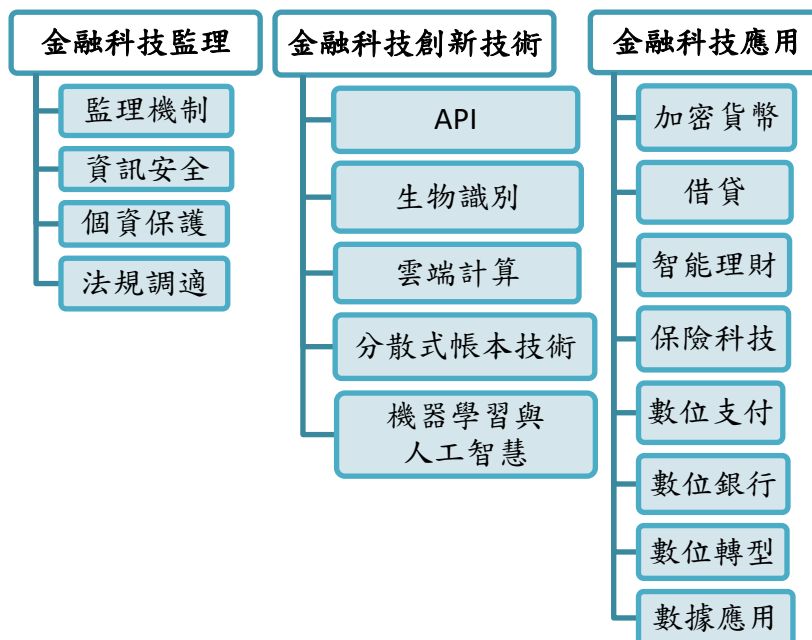 金融科技監理
監理機制
資訊安全
個資保護
法規調適
金融科技創新技術
API
生物識別
雲端計算
分散式帳本技術
機器學習與
人工智慧
金融科技應用
加密貨幣
借貸
智能理財
保險科技
數位支付
數位銀行
數位轉型
數據應用